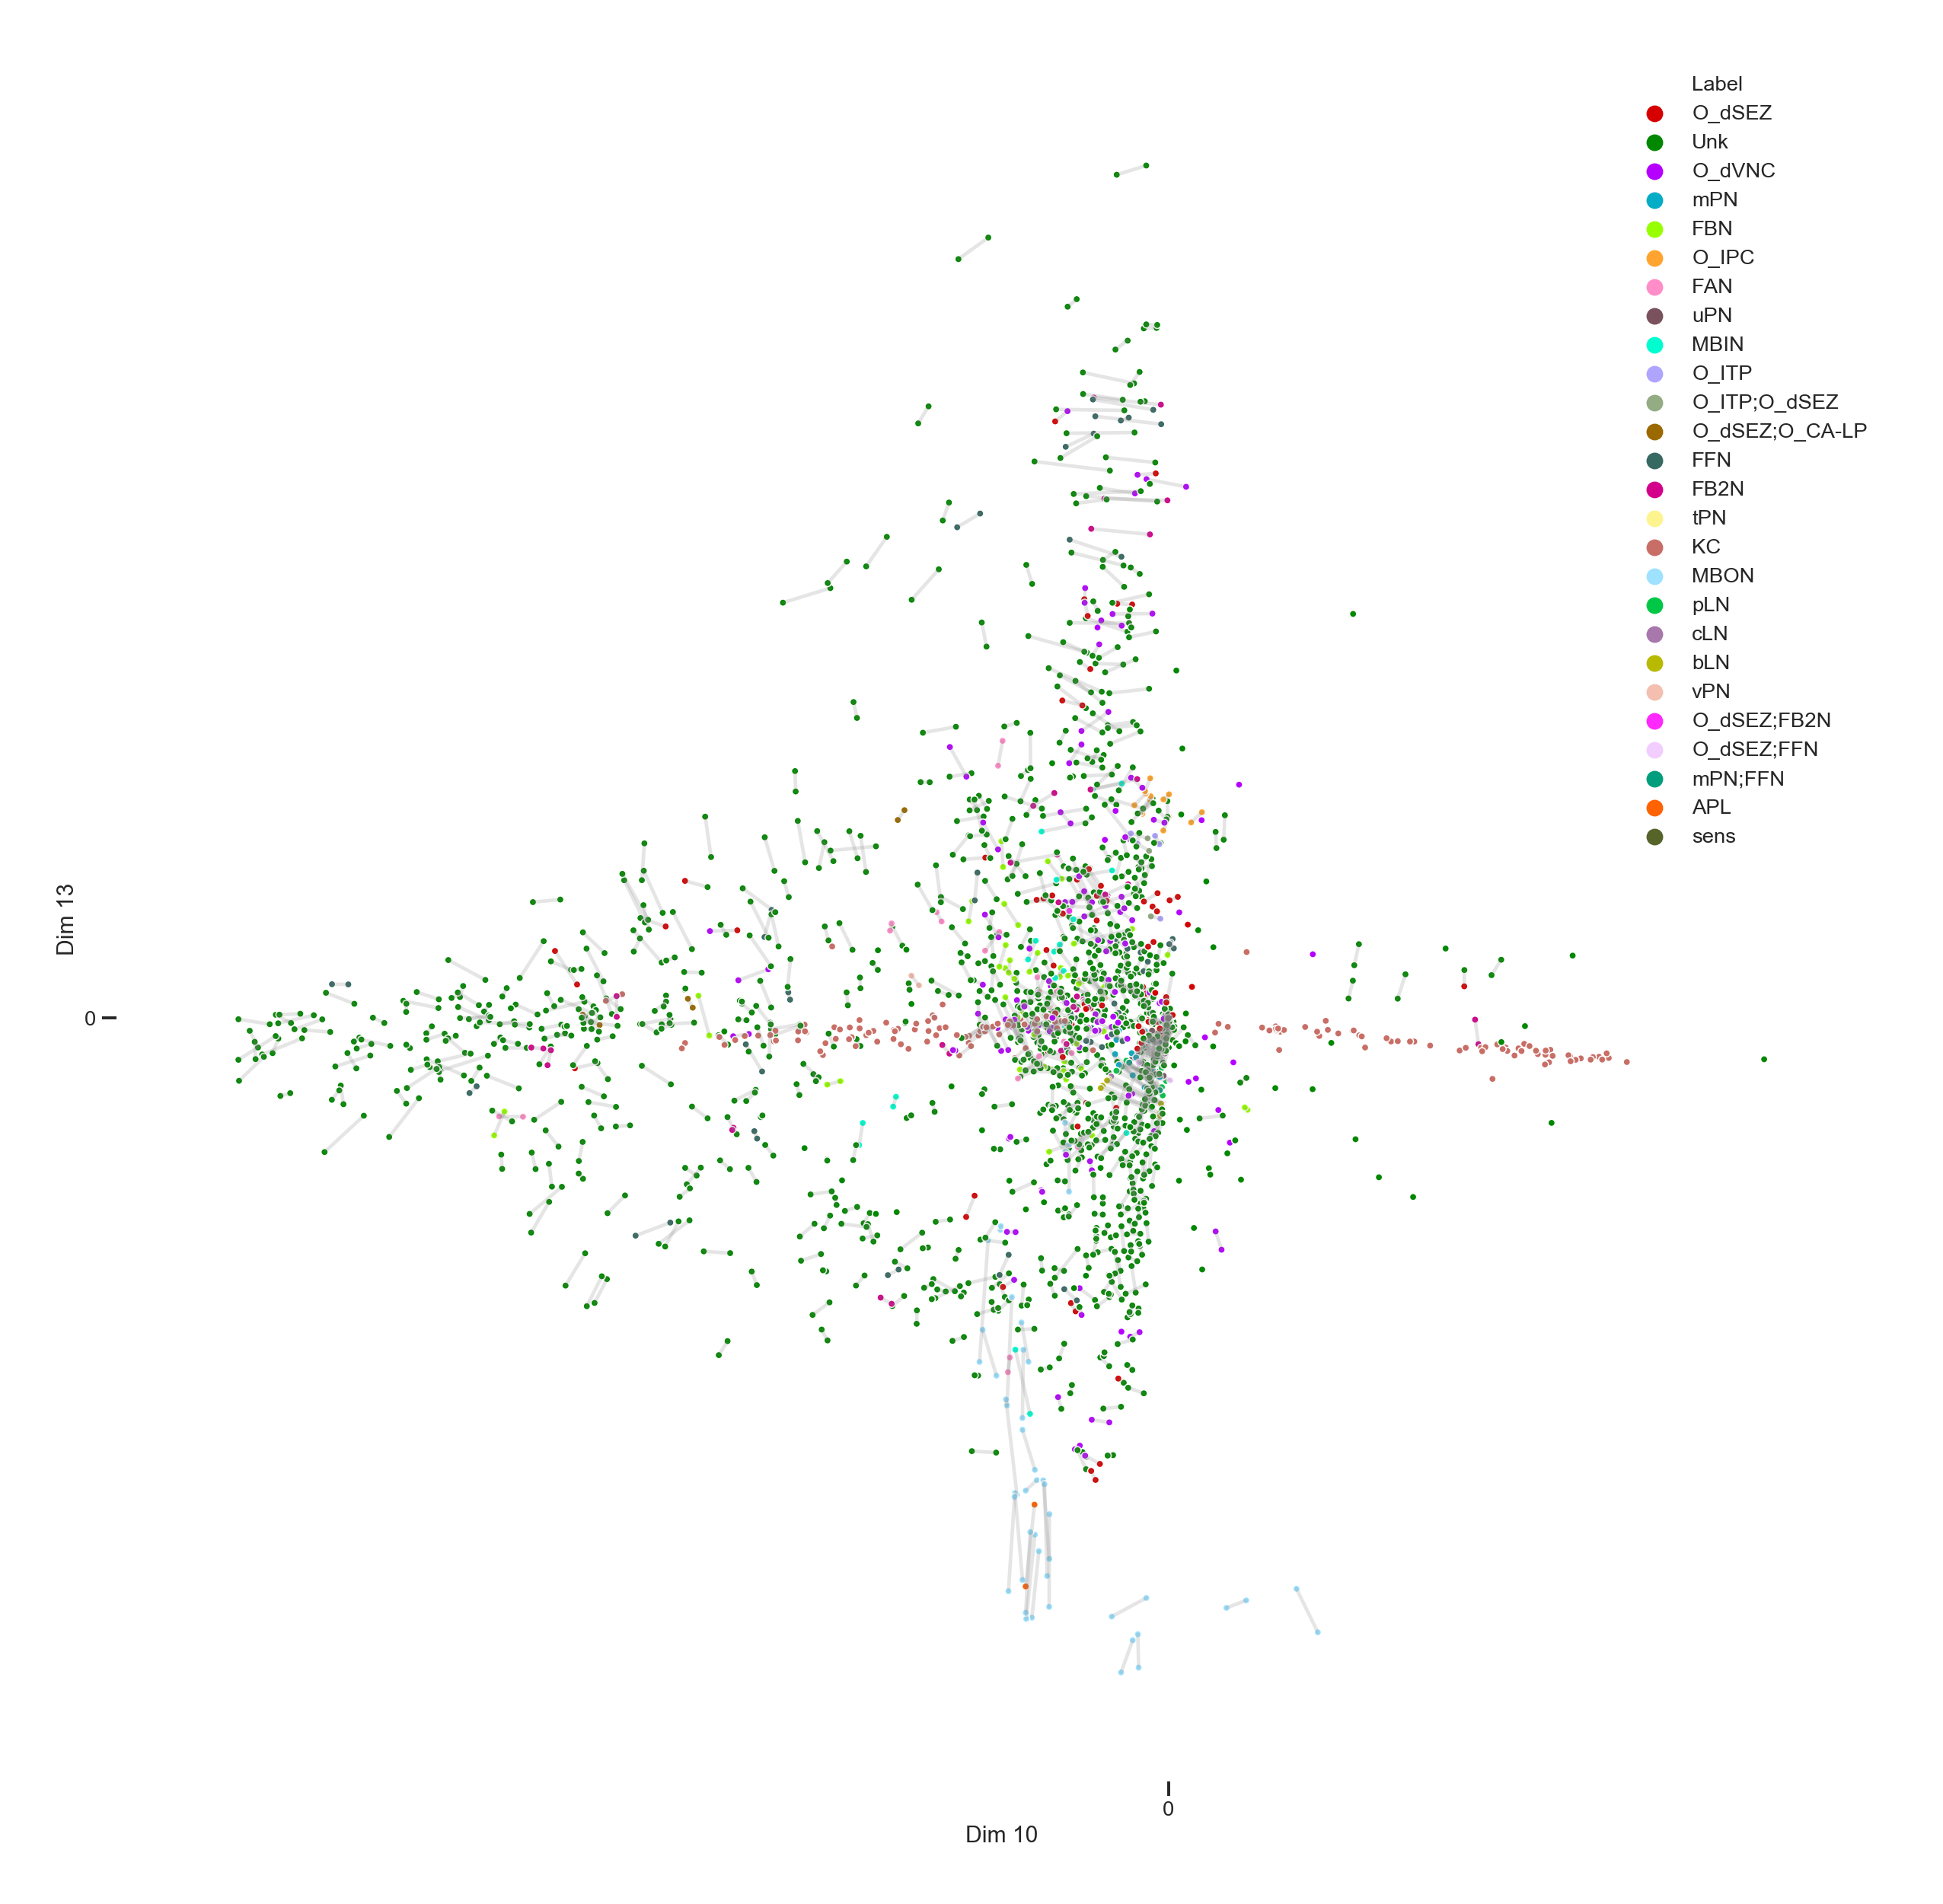 Label
O_dSEZ
Unk
O_dVNC
mPN
FBN
O_IPC
FAN
uPN
MBIN
O_ITP
O_ITP;O_dSEZ
O_dSEZ;O_CA-LP
FFN
FB2N
tPN
KC
MBON
pLN
cLN
bLN
vPN
O_dSEZ;FB2N
O_dSEZ;FFN
mPN;FFN
APL
sens
Dim 13
0
0
Dim 10